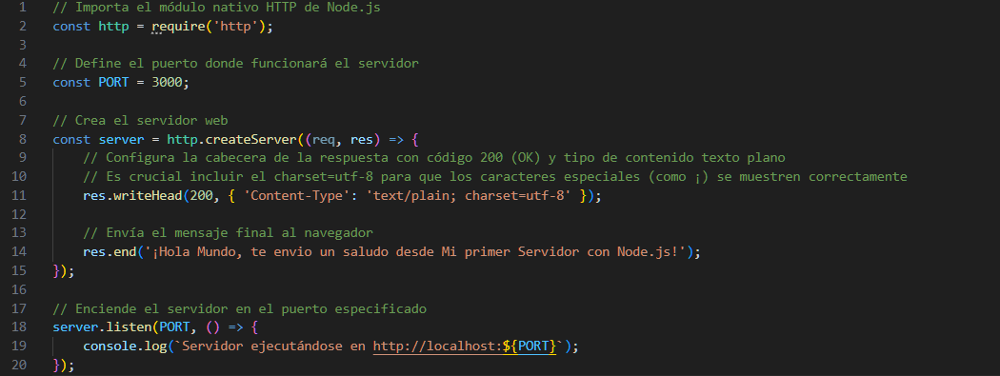 1 // Importa el módulo nativo HTTP de Node.js
2 const http = require('http');
3
4 // Define el puerto donde funcionará el servidor
5 const PORT = 3000;
6
7 // Crea el servidor web
8 const server = http.createServer((req, res) => {
9     // Configura la cabecera de la respuesta con código 200 (OK) y tipo de contenido texto plano
10     // Es crucial incluir el charset=utf-8 para que los caracteres especiales (como ¡) se muestren correctamente
11     res.writeHead(200, { 'Content-Type': 'text/plain; charset=utf-8' });
12
13     // Envía el mensaje final al navegador
14     res.end('¡Hola Mundo, te envio un saludo desde Mi primer Servidor con Node.js!');
15 });
16
17 // Enciende el servidor en el puerto especificado
18 server.listen(PORT, () => {
19     console.log(`Servidor ejecutándose en http://localhost:${PORT}`);
20 });